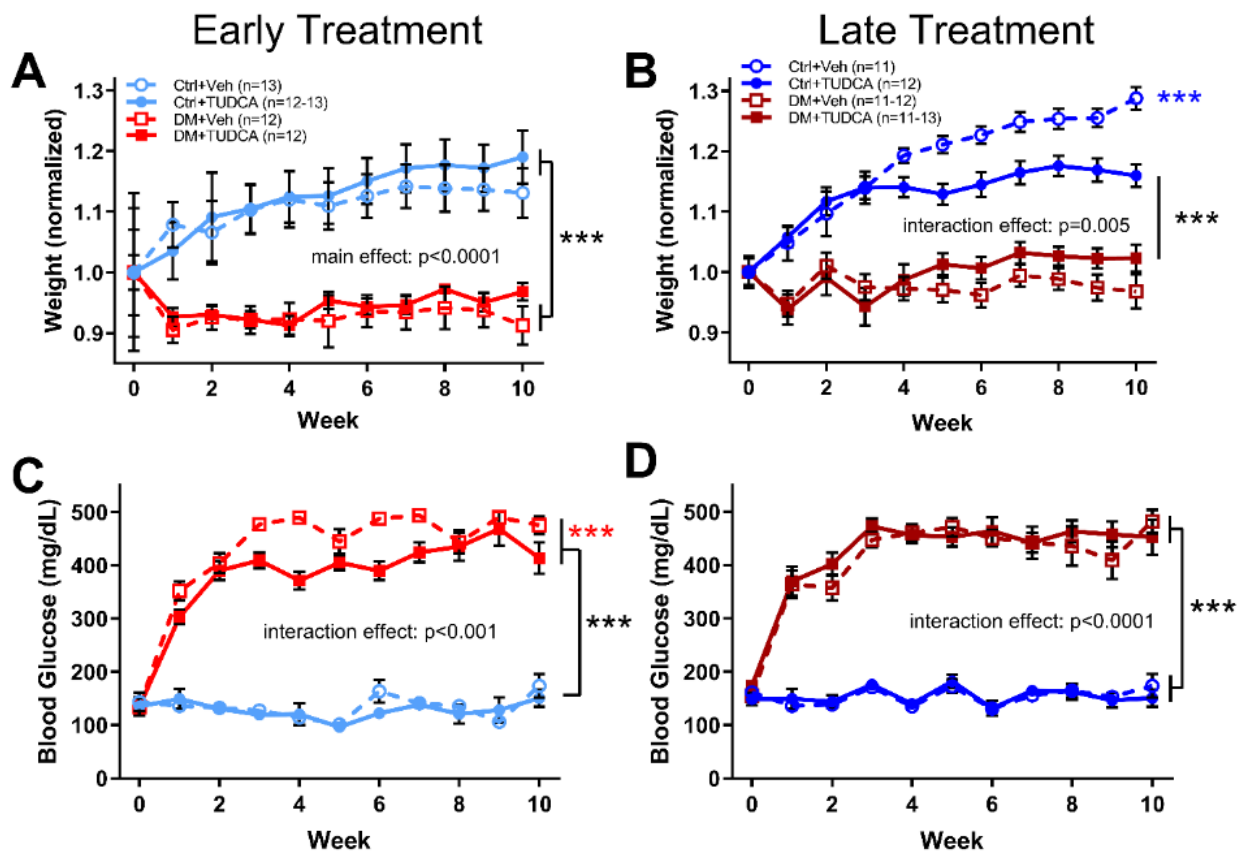 Early Treatment
Late Treatment
A
Ctrl+Veh (n=13)
Ctrl+TUDCA (n=12-13)
DM+Veh (n=12)
DM+TUDCA (n=12)
Weight (normalized)
1.3
1.2
1.1
1.0
0.9
main effect: p<0.0001
***
0 2 4 6 8 10
Week
B
Ctrl+Veh (n=11)
Ctrl+TUDCA (n=12)
DM+Veh (n=11-12)
DM+TUDCA (n=11-13)
Weight (normalized)
1.3
1.2
1.1
1.0
0.9
***
interaction effect: p=0.005
***
0 2 4 6 8 10
Week
C
Blood Glucose (mg/dL)
500
400
300
200
100
0
***
interaction effect: p<0.001
***
0 2 4 6 8 10
Week
D
Blood Glucose (mg/dL)
500
400
300
200
100
0
interaction effect: p<0.0001
***
0 2 4 6 8 10
Week